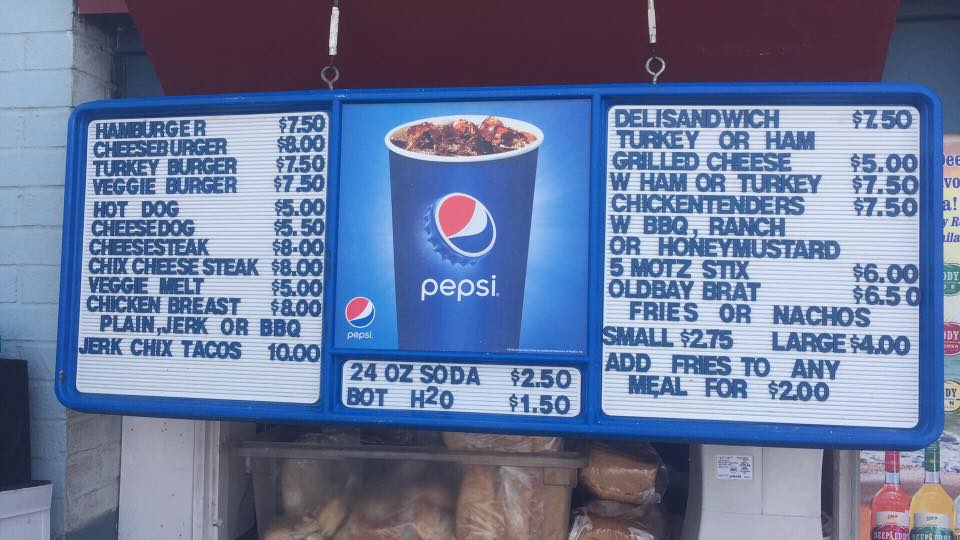 HAMBURGER $7.50
CHEESEBURGER $8.00
TURKEY BURGER $7.50
VEGGIE BURGER $7.50
HOT DOG $5.00
CHEESEDOG $5.50
CHEESESTEAK $8.00
CHIX CHEESE STEAK $8.00
VEGGIE MELT $5.00
CHICKEN BREAST $8.00
PLAIN, JERK OR BBQ
JERK CHIX TACOS 10.00
pepsi.
pepsi
24 OZ SODA $2.50
BOT H20 $1.50
DELISANDWICH $7.50
TURKEY OR HAM
GRILLED CHEESE $5.00
W HAM OR TURKEY $7.50
CHICKENTENDERS $7.50
W BBQ, RANCH
OR HONEYMUSTARD
5 MOTZ STIX $6.00
OLDBAY BRAT $6.50
FRIES OR NACHOS
SMALL $2.75 LARGE $4.00
ADD FRIES TO ANY
MEAL FOR $2.00
DEEP EDDY